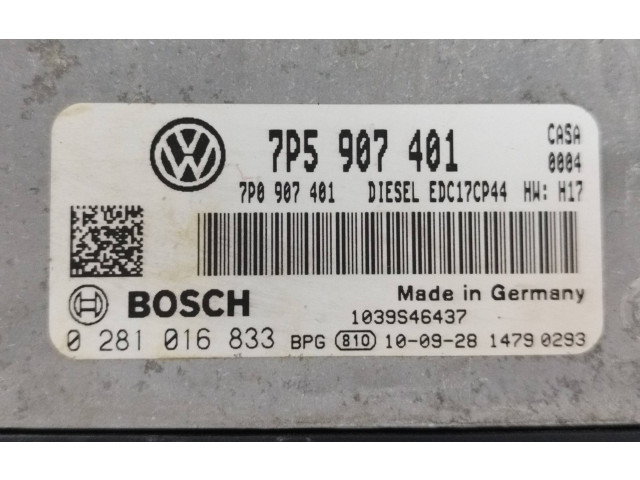 7P5 907 401 CASA
0004
7P0 907 401 DIESEL EDC17CP44 HW: H17
BOSCH Made in Germany
1039S46437
0 281 016 833 BPG 810 10-09-28 1479 0293